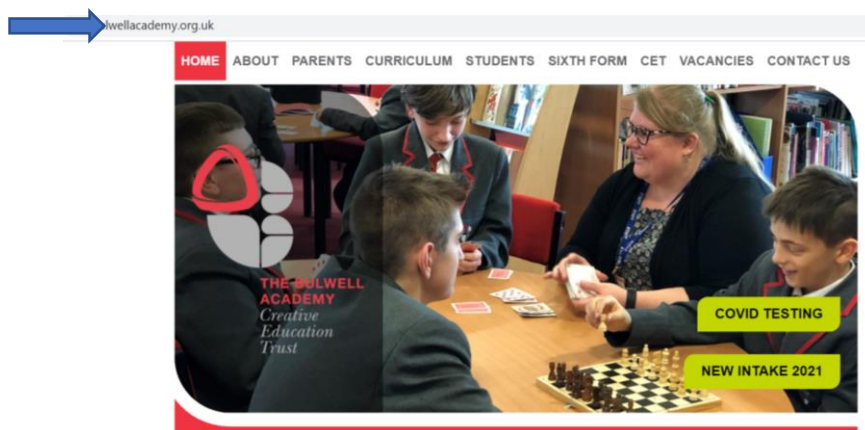 lwellacademy.org.uk
HOME ABOUT PARENTS CURRICULUM STUDENTS SIXTH FORM CET VACANCIES CONTACT US
THE BULWELL
ACADEMY
Creative
Education
Trust
COVID TESTING
NEW INTAKE 2021